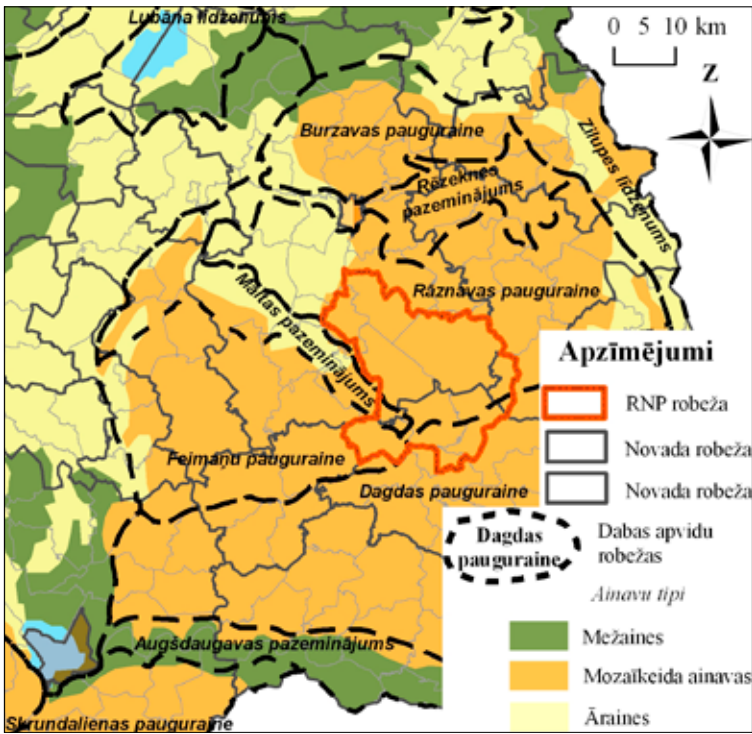 Lubāna līdzenums
0 5 10 km
Z
Burzavas pauguraine
Zilupes līdzenums
Rēzeknes
pazeminājums
Maltas pazeminājums
Rāznavas pauguraine
Apzīmējumi
RNP robeža
Novada robeža
Novada robeža
Feimaņu pauguraine
Dagdas pauguraine
Dagdas
pauguraine
Dabas apvidu
robežas
Ainavu tipi
Mežaines
Augšdaugavas pazeminājums
Mozaīkeida ainavas
Skrundalienas pauguraine
Āraines